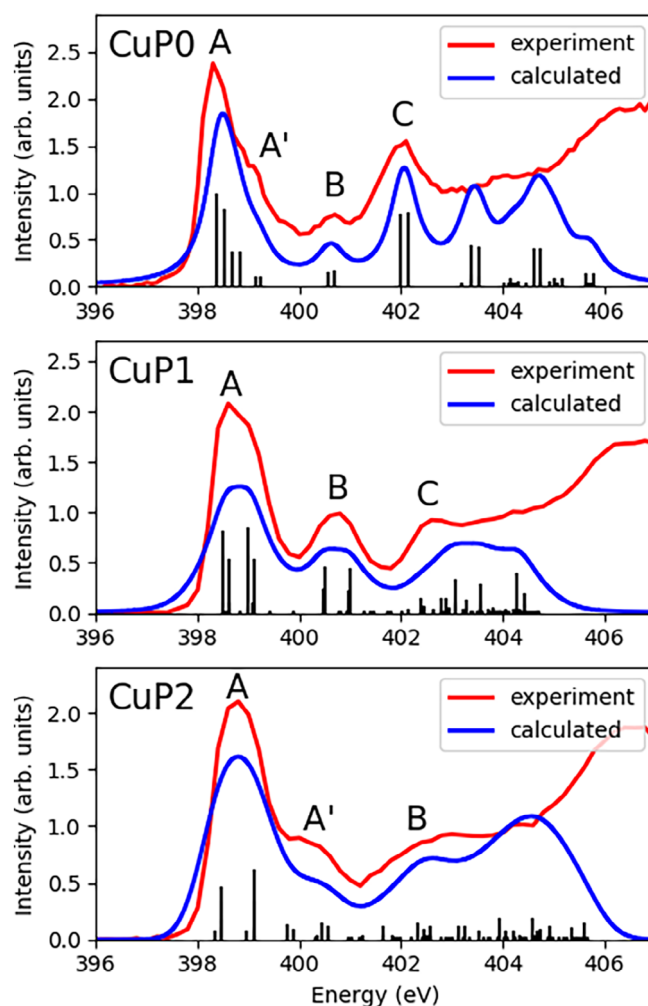 CuP0
A
A'
B
C
experiment
calculated
Intensity (arb. units)
2.5
2.0
1.5
1.0
0.5
0.0
396 398 400 402 404 406
CuP1
A
B
C
experiment
calculated
Intensity (arb. units)
2.5
2.0
1.5
1.0
0.5
0.0
396 398 400 402 404 406
CuP2
A
A'
B
experiment
calculated
Intensity (arb. units)
2.0
1.5
1.0
0.5
0.0
396 398 400 402 404 406
Energy (eV)